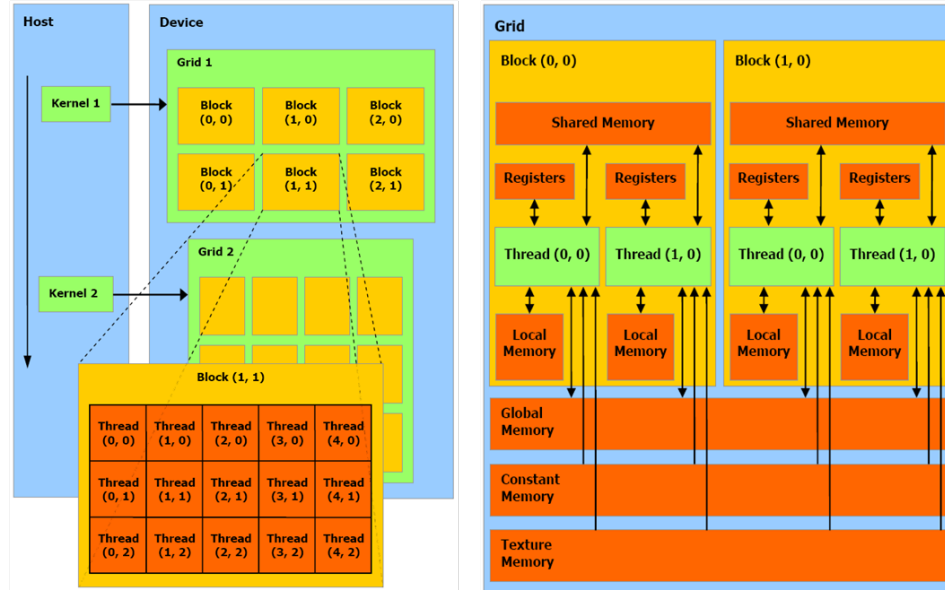 Host
Device
Grid 1
Kernel 1
Block
(0, 0)
Block
(1, 0)
Block
(2, 0)
Block
(0, 1)
Block
(1, 1)
Block
(2, 1)
Grid 2
Kernel 2
Block (1, 1)
Thread
(0, 0)
Thread
(1, 0)
Thread
(2, 0)
Thread
(3, 0)
Thread
(4, 0)
Thread
(0, 1)
Thread
(1, 1)
Thread
(2, 1)
Thread
(3, 1)
Thread
(4, 1)
Thread
(0, 2)
Thread
(1, 2)
Thread
(2, 2)
Thread
(3, 2)
Thread
(4, 2)
Grid
Block (0, 0)
Block (1, 0)
Shared Memory
Shared Memory
Registers
Registers
Registers
Registers
Thread (0, 0)
Thread (1, 0)
Thread (0, 0)
Thread (1, 0)
Local
Memory
Local
Memory
Local
Memory
Local
Memory
Global
Memory
Constant
Memory
Texture
Memory